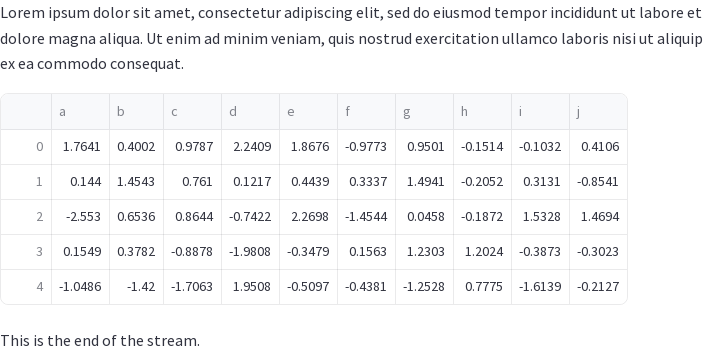 Lorem ipsum dolor sit amet, consectetur adipiscing elit, sed do eiusmod tempor incididunt ut labore et
dolore magna aliqua. Ut enim ad minim veniam, quis nostrud exercitation ullamco laboris nisi ut aliquip
ex ea commodo consequat.
a b c d e f g h i j
0 1.7641 0.4002 0.9787 2.2409 1.8676 -0.9773 0.9501 -0.1514 -0.1032 0.4106
1 0.144 1.4543 0.761 0.1217 0.4439 0.3337 1.4941 -0.2052 0.3131 -0.8541
2 -2.553 0.6536 0.8644 -0.7422 2.2698 -1.4544 0.0458 -0.1872 1.5328 1.4694
3 0.1549 0.3782 -0.8878 -1.9808 -0.3479 0.1563 1.2303 1.2024 -0.3873 -0.3023
4 -1.0486 -1.42 -1.7063 1.9508 -0.5097 -0.4381 -1.2528 0.7775 -1.6139 -0.2127
This is the end of the stream.